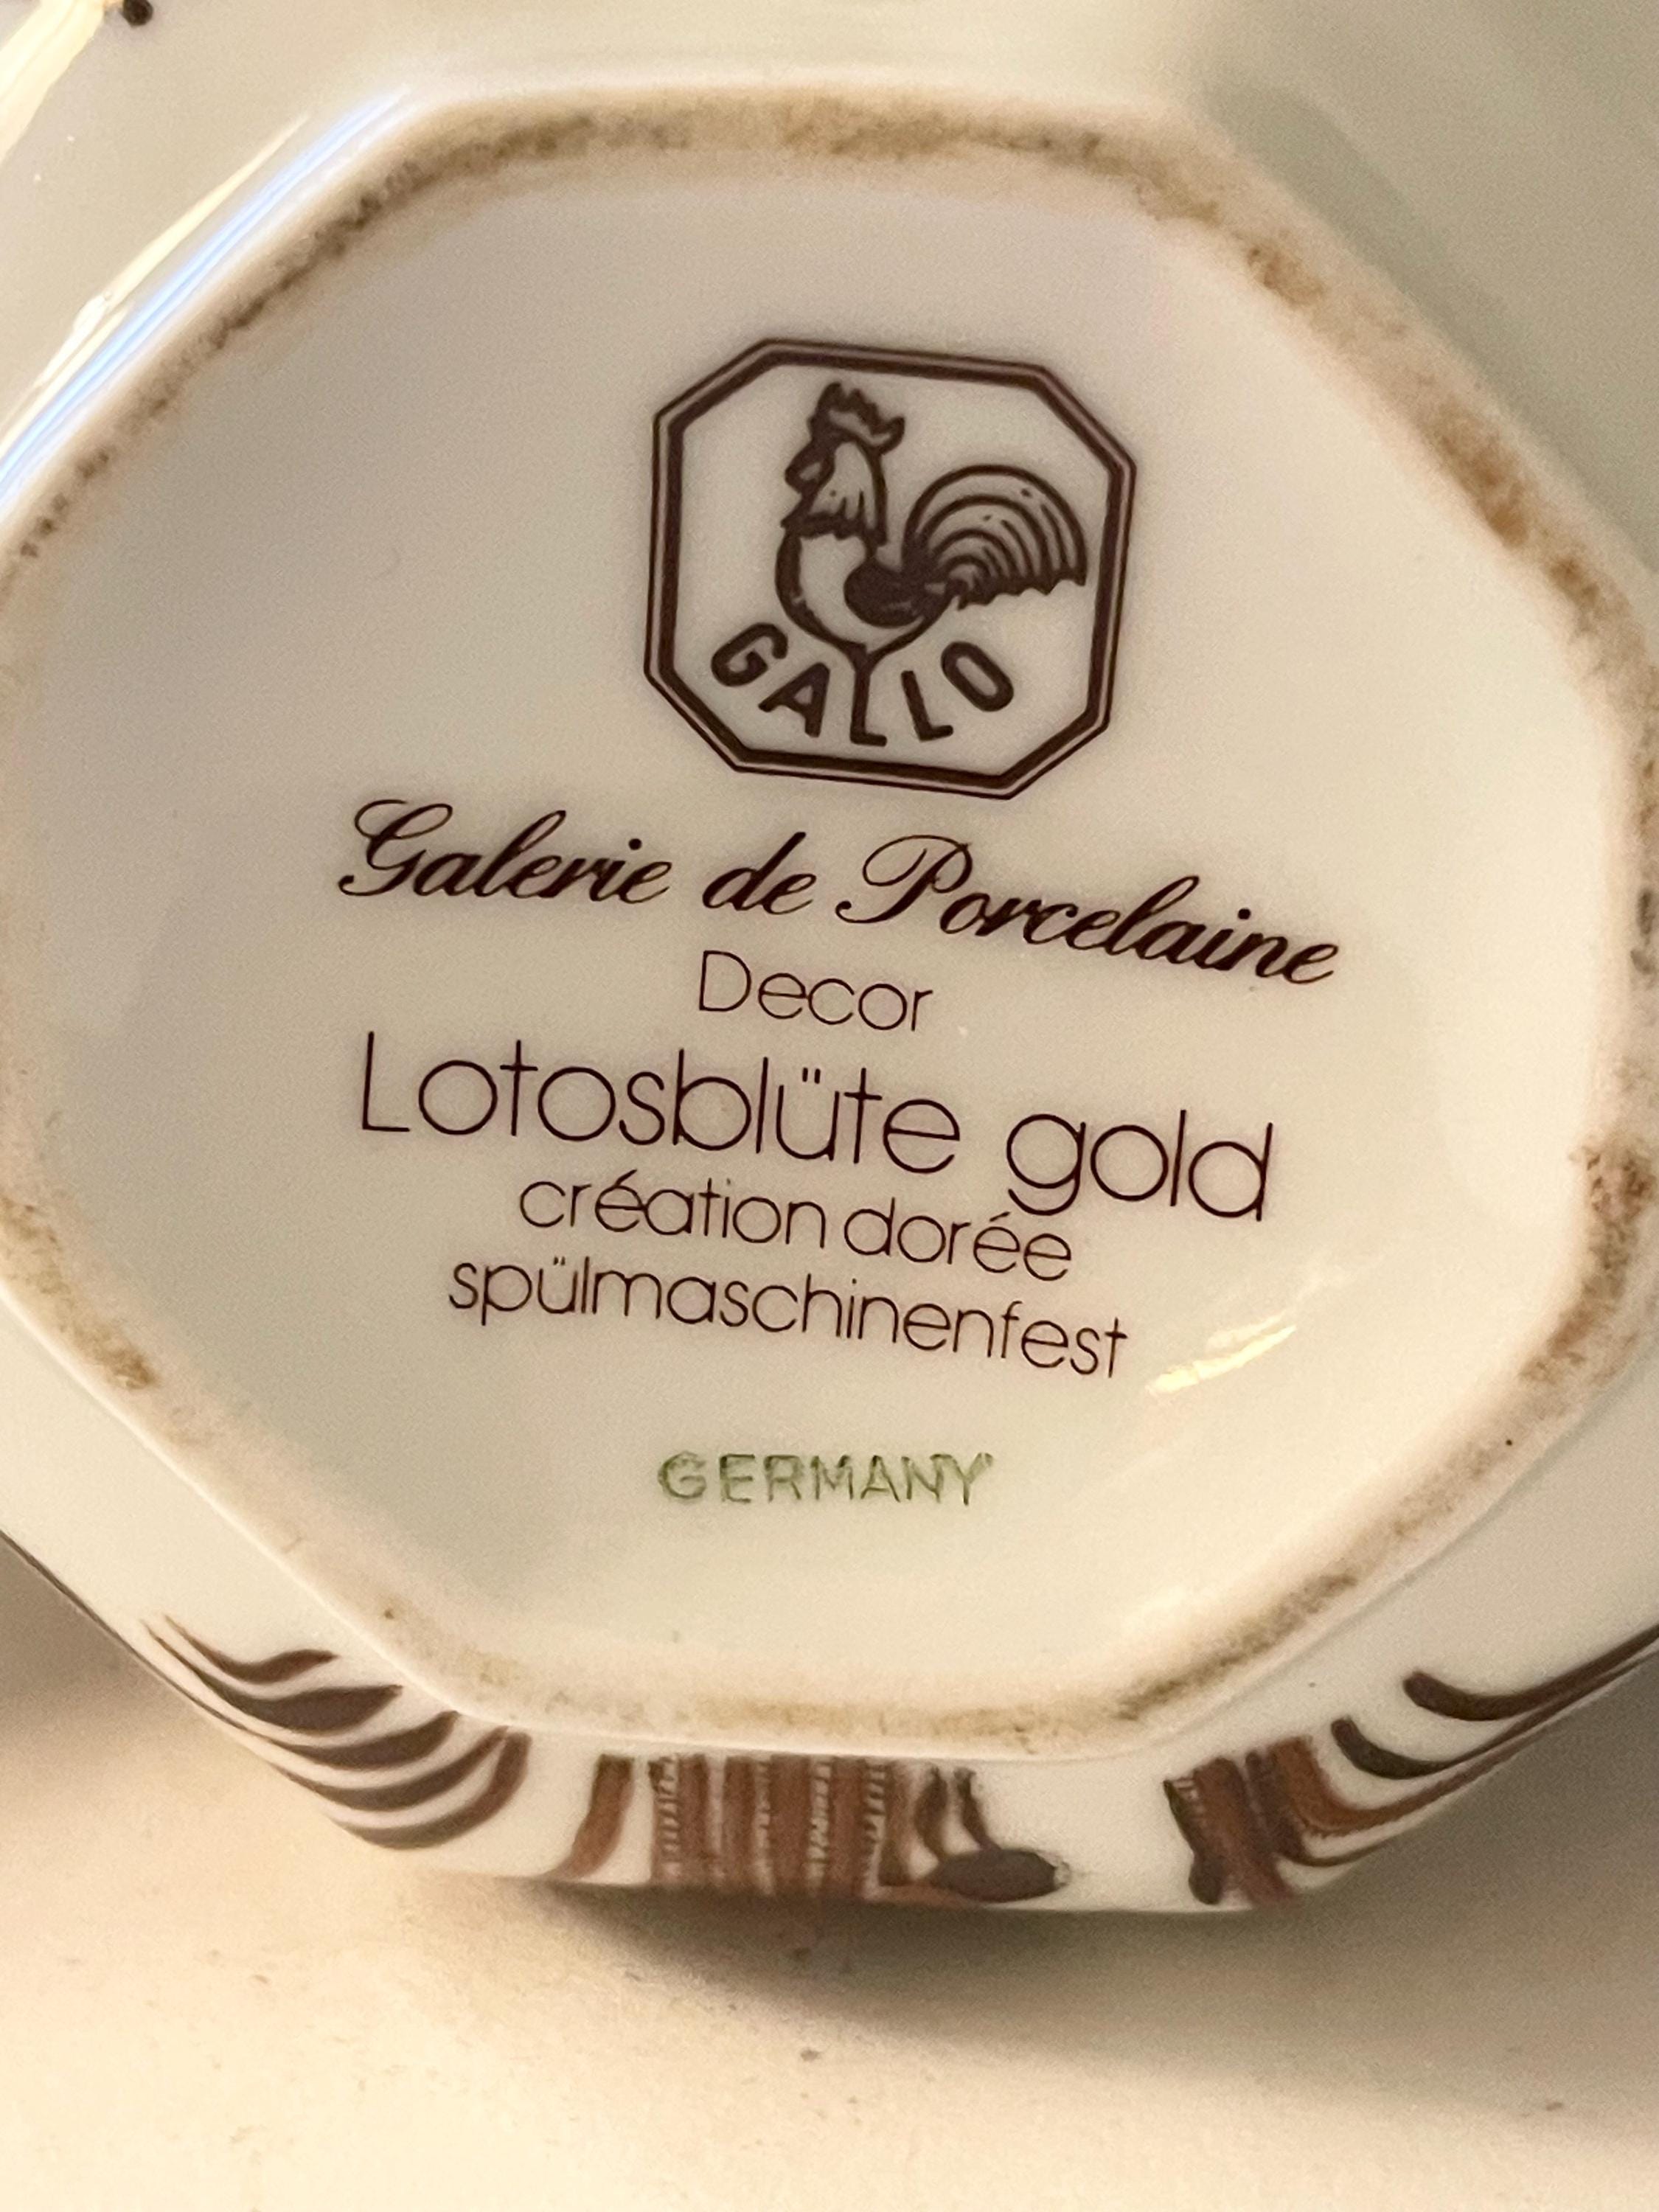 GALLO
Galerie de Porcelaine
Decor
Lotosblüte gold
création dorée
spülmaschinenfest
GERMANY